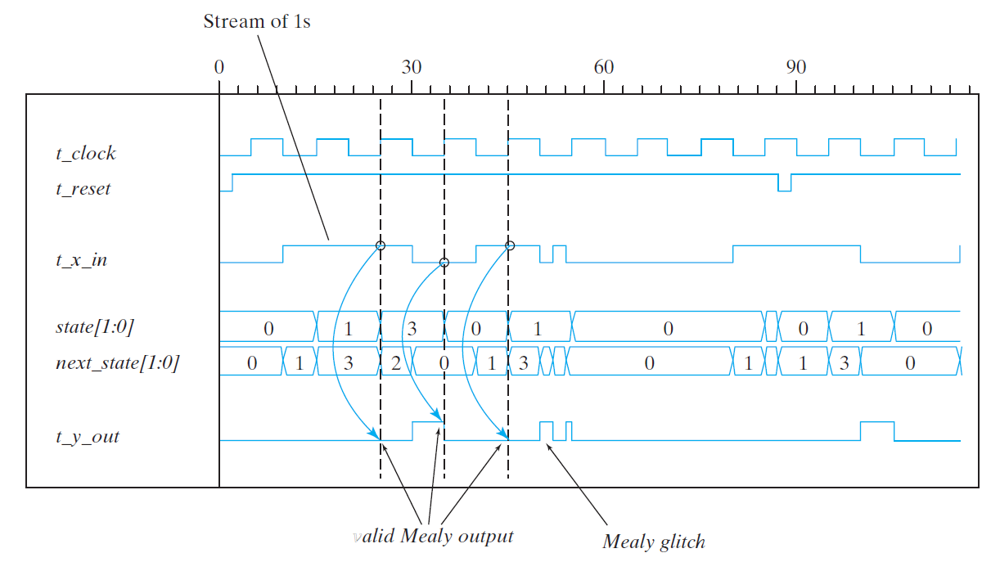 Stream of 1s
0 30 60 90
t_clock
t_reset
t_x_in
state[1:0] 0 1 3 0 1 0 0 1 0
next_state[1:0] 0 1 3 2 0 1 3 0 1 1 3 0
t_y_out
valid Mealy output
Mealy glitch